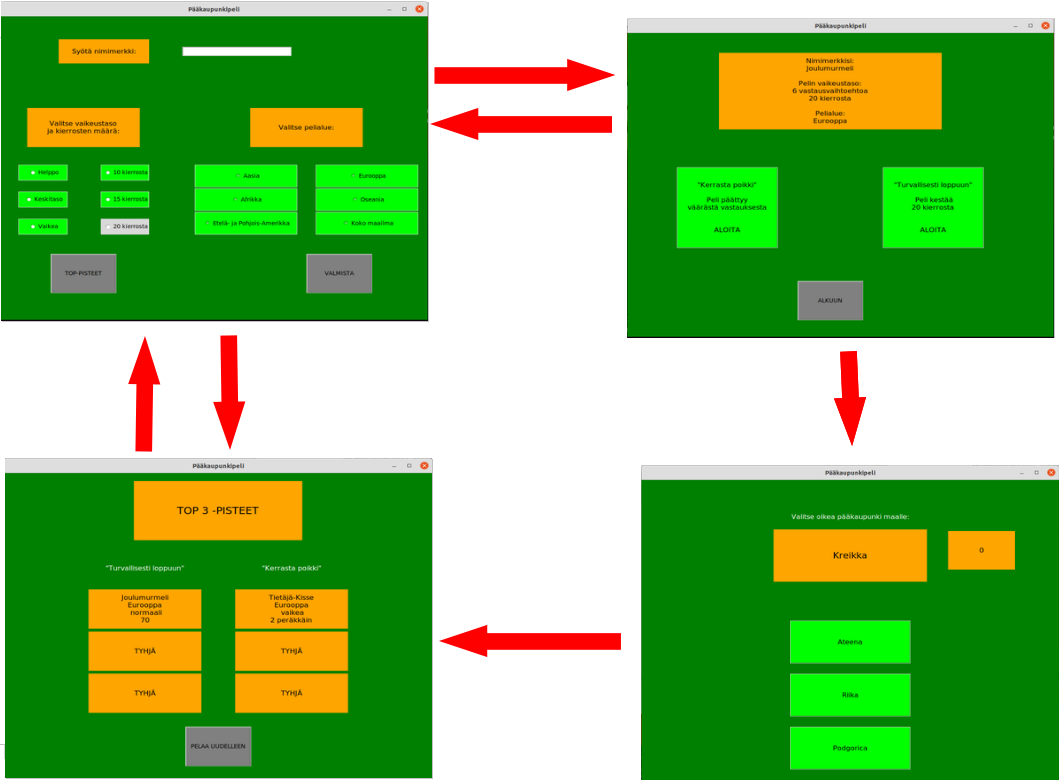 Pääkaupunkipeli
Syötä nimimerkki:
Valitse vaikeustaso
ja kierrosten määrä:
Valitse pelialue:
Helppo
10 kierrosta
Keskitaso
15 kierrosta
Vaikea
20 kierrosta
Aasia
Eurooppa
Afrikka
Oseania
Etelä- ja Pohjois-Amerikka
Koko maailma
TOP-PISTEET
VALMISTA
Pääkaupunkipeli
Nimimerkkisi:
Joulumurmeli
Pelin vaikeustaso:
6 vastausvaihtoehtoa
20 kierrosta
Pelialue:
Eurooppa
"Kerrasta poikki"
Peli päättyy
väärästä vastauksesta
ALOITA
"Turvallisesti loppuun"
Peli kestää
20 kierrosta
ALOITA
ALKUUN
Pääkaupunkipeli
TOP 3 -PISTEET
"Turvallisesti loppuun"
"Kerrasta poikki"
Joulumurmeli
Eurooppa
normaali
70
Tietäjä-Kisse
Eurooppa
vaikea
2 peräkkäin
TYHJÄ
TYHJÄ
TYHJÄ
TYHJÄ
PELAA UUDELLEEN
Pääkaupunkipeli
Valitse oikea pääkaupunki maalle:
Kreikka
0
Ateena
Riika
Podgorica